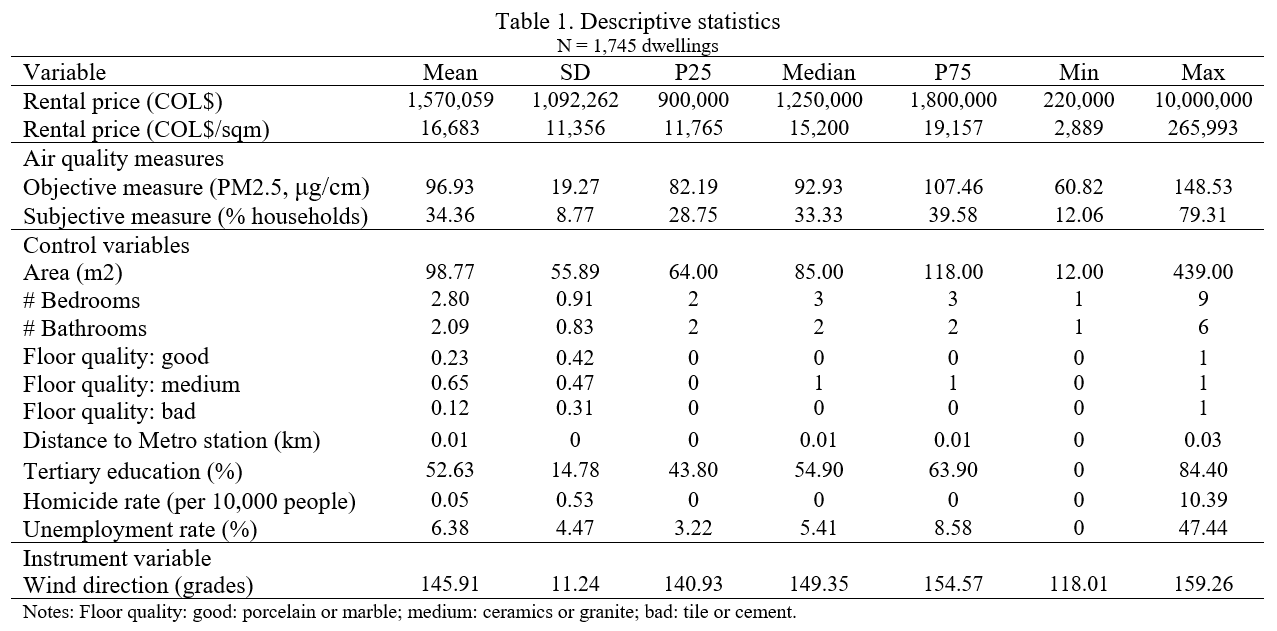 Table 1. Descriptive statistics
N = 1,745 dwellings
Variable Mean SD P25 Median P75 Min Max
Rental price (COL$) 1,570,059 1,092,262 900,000 1,250,000 1,800,000 220,000 10,000,000
Rental price (COL$/sqm) 16,683 11,356 11,765 15,200 19,157 2,889 265,993
Air quality measures
Objective measure (PM2.5, μg/cm) 96.93 19.27 82.19 92.93 107.46 60.82 148.53
Subjective measure (% households) 34.36 8.77 28.75 33.33 39.58 12.06 79.31
Control variables
Area (m2) 98.77 55.89 64.00 85.00 118.00 12.00 439.00
# Bedrooms 2.80 0.91 2 3 3 1 9
# Bathrooms 2.09 0.83 2 2 2 1 6
Floor quality: good 0.23 0.42 0 0 0 0 1
Floor quality: medium 0.65 0.47 0 1 1 0 1
Floor quality: bad 0.12 0.31 0 0 0 0 1
Distance to Metro station (km) 0.01 0 0 0.01 0.01 0 0.03
Tertiary education (%) 52.63 14.78 43.80 54.90 63.90 0 84.40
Homicide rate (per 10,000 people) 0.05 0.53 0 0 0 0 10.39
Unemployment rate (%) 6.38 4.47 3.22 5.41 8.58 0 47.44
Instrument variable
Wind direction (grades) 145.91 11.24 140.93 149.35 154.57 118.01 159.26
Notes: Floor quality: good: porcelain or marble; medium: ceramics or granite; bad: tile or cement.